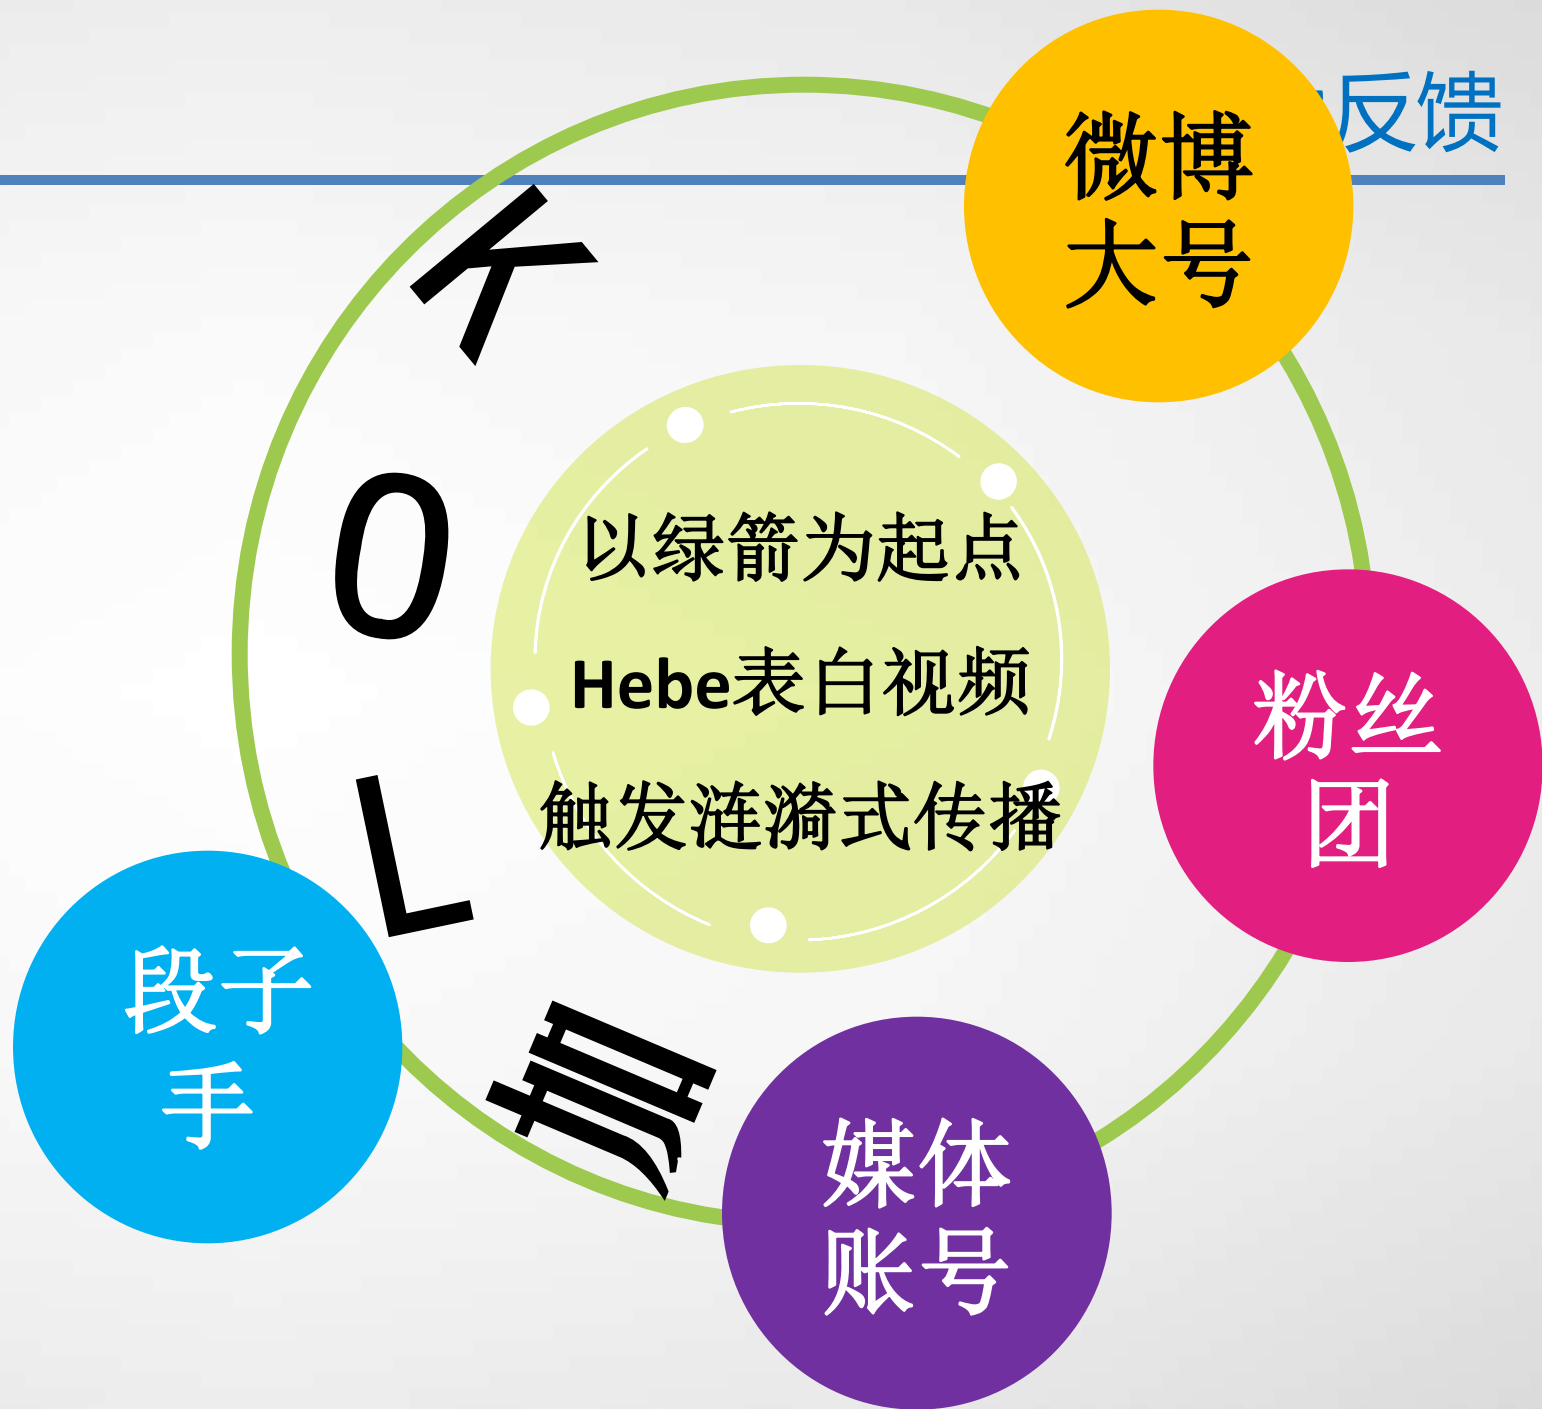 反馈
微博
大号
K
O
L
以绿箭为起点
Hebe表白视频
触发涟漪式传播
粉丝
团
段子
手
媒体
账号